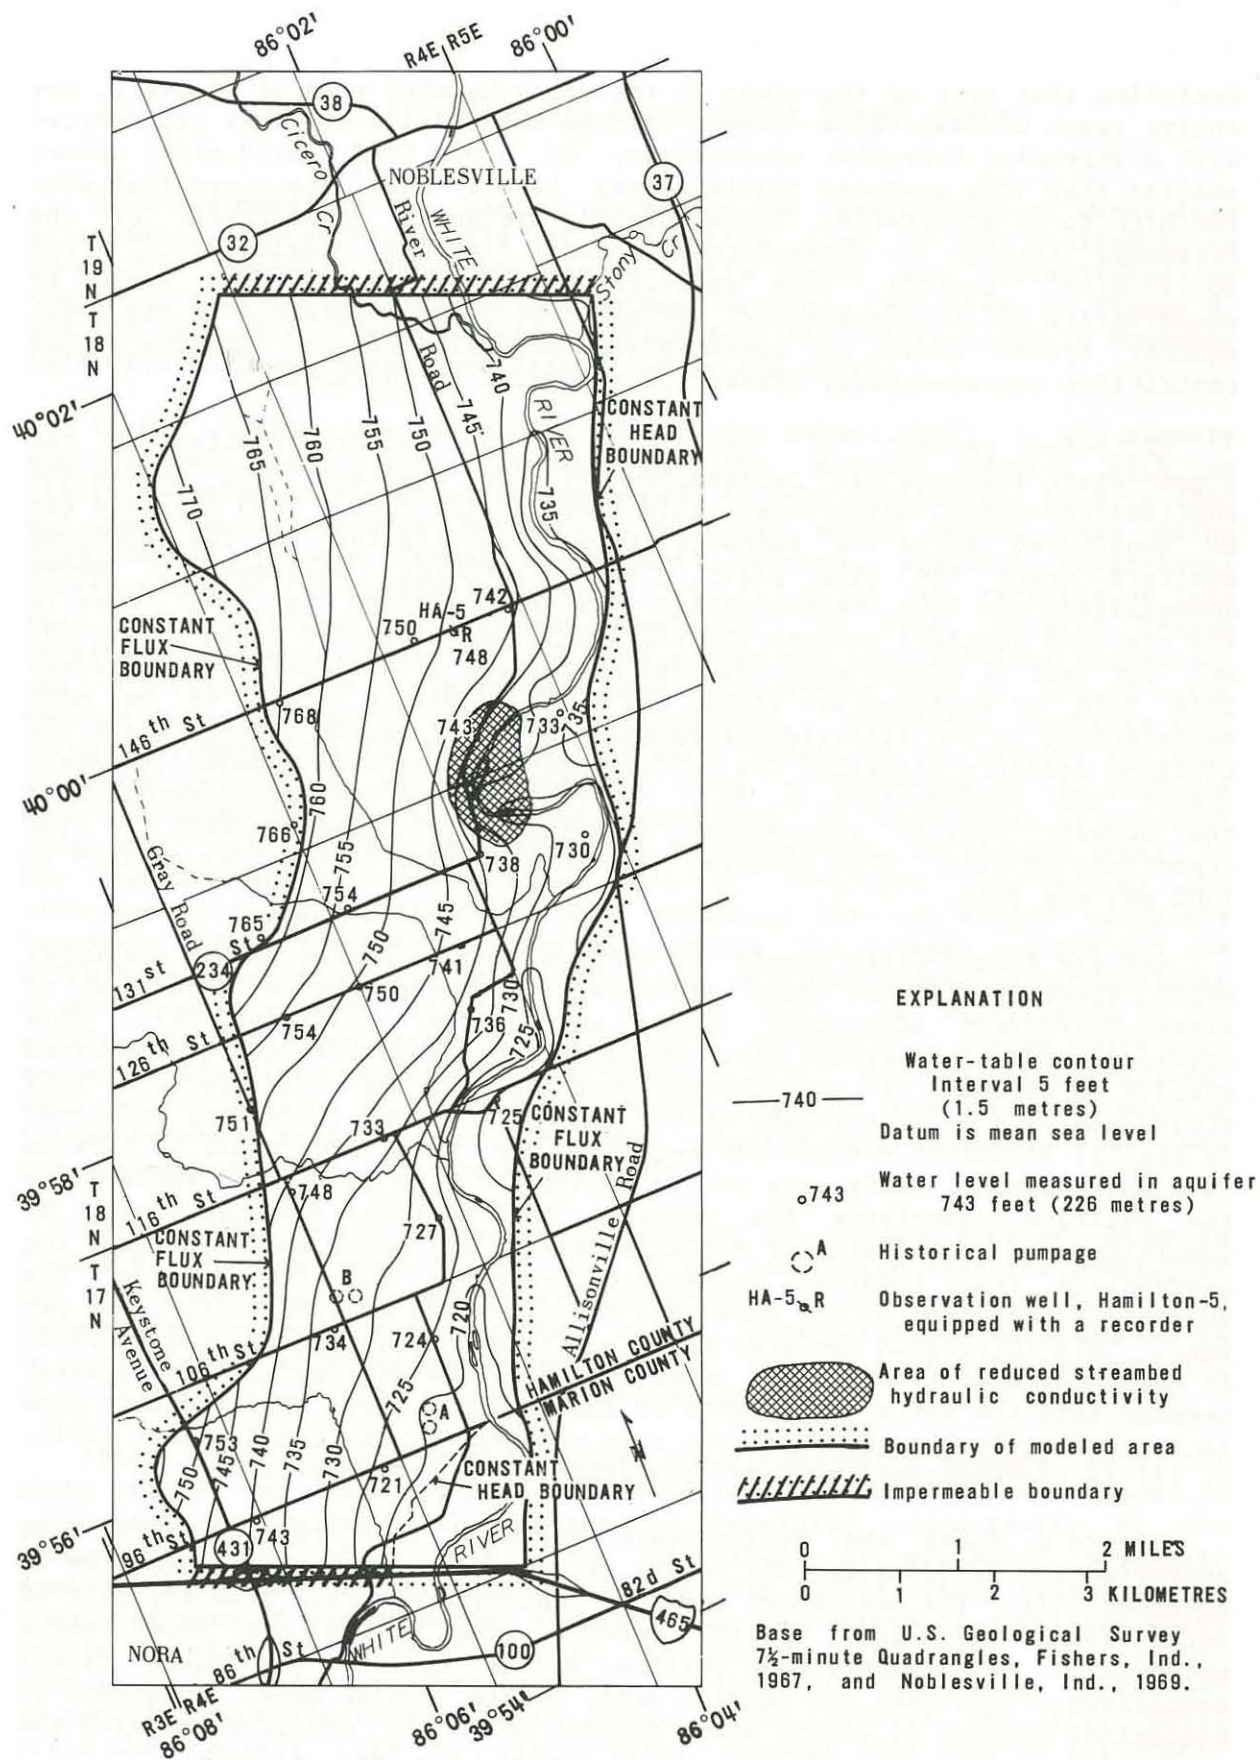 86°02'
R4E R5E
86°00'
38
Cicero Cr
NOBLESVILLE
37
River
WHITE
32
Stony Cr
T
19
N
T
18
N
Road
740
745
750
755
760
765
770
RIVER
735
CONSTANT
HEAD
BOUNDARY
40°02'
CONSTANT
FLUX
BOUNDARY
742
HA-5
R
750
748
768
146th St
743
733
735
40°00'
760
766
755
730
738
754
Gray Road
765
St
745
750
741
234
131st
750
730
736
754
725
126th St
751
733
725
CONSTANT
FLUX
BOUNDARY
39°58'
T
18
N
T
17
N
748
116th St
727
Road
CONSTANT
FLUX
BOUNDARY
B
Allisonville
Keystone
Avenue
734
724
720
106th St
HAMILTON COUNTY
MARION COUNTY
725
A
N
753
750
745
740
735
730
721
CONSTANT
HEAD BOUNDARY
743
431
96th St
39°56'
RIVER
82d St
465
NORA
86th St
WHITE
100
R3E R4E
86°08'
86°06'
39°54'
86°04'
EXPLANATION
740
Water-table contour
Interval 5 feet
(1.5 metres)
Datum is mean sea level
743
Water level measured in aquifer
743 feet (226 metres)
A
Historical pumpage
HA-5 R
Observation well, Hamilton-5,
equipped with a recorder
Area of reduced streambed
hydraulic conductivity
Boundary of modeled area
Impermeable boundary
0 1 2 MILES
0 1 2 3 KILOMETRES
Base from U.S. Geological Survey
7½-minute Quadrangles, Fishers, Ind.,
1967, and Noblesville, Ind., 1969.